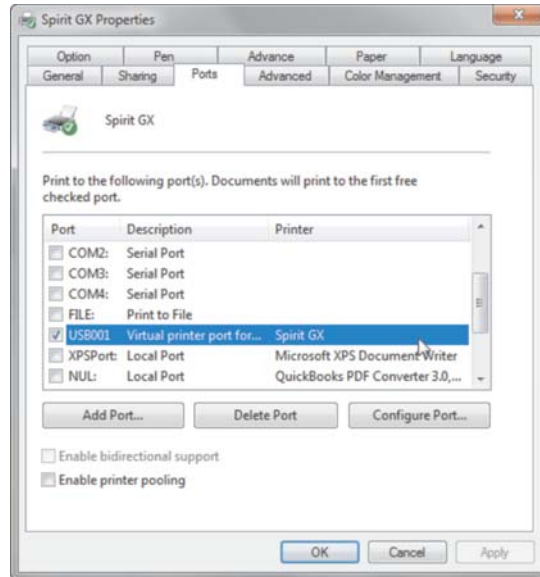 Spirit GX Properties
Option Pen Advance Paper Language
General Sharing Ports Advanced Color Management Security
Spirit GX
Print to the following port(s). Documents will print to the first free
checked port.
Port Description Printer
COM2: Serial Port
COM3: Serial Port
COM4: Serial Port
FILE: Print to File
USB001 Virtual printer port for... Spirit GX
XPSPort: Local Port Microsoft XPS Document Writer
NUL: Local Port QuickBooks PDF Converter 3.0,...
Add Port... Delete Port Configure Port...
Enable bidirectional support
Enable printer pooling
OK Cancel Apply